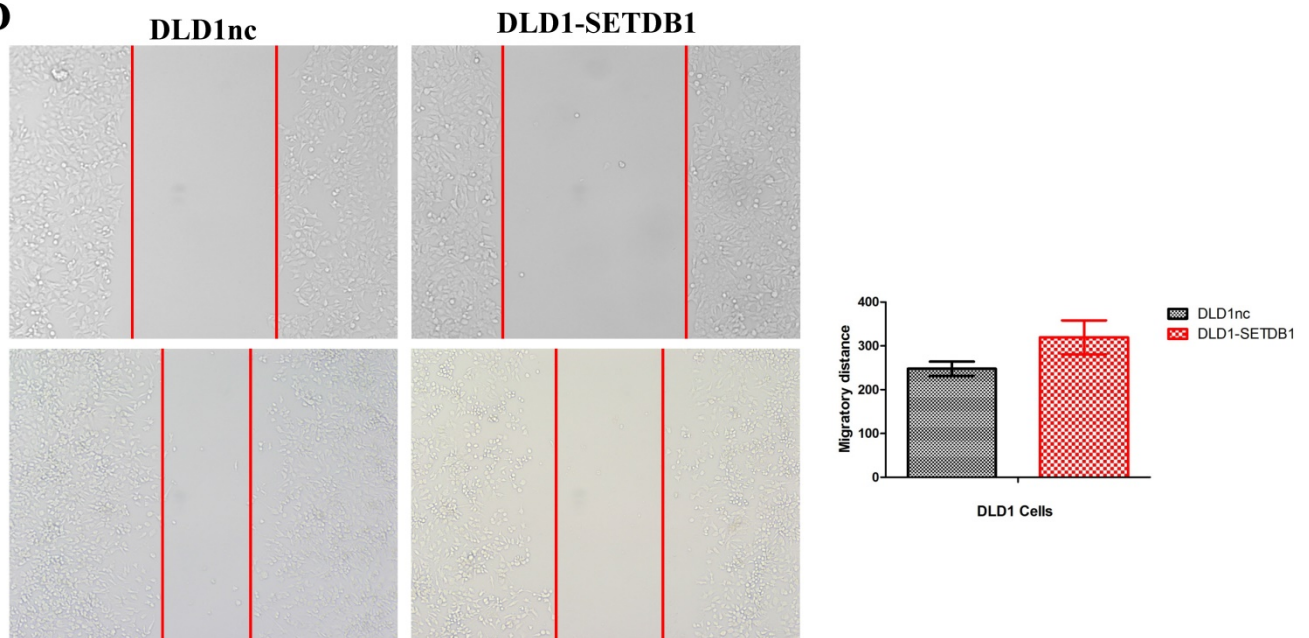 D
DLD1nc
DLD1-SETDB1
400
300
200
100
0
Migratory distance
DLD1 Cells
DLD1nc
DLD1-SETDB1